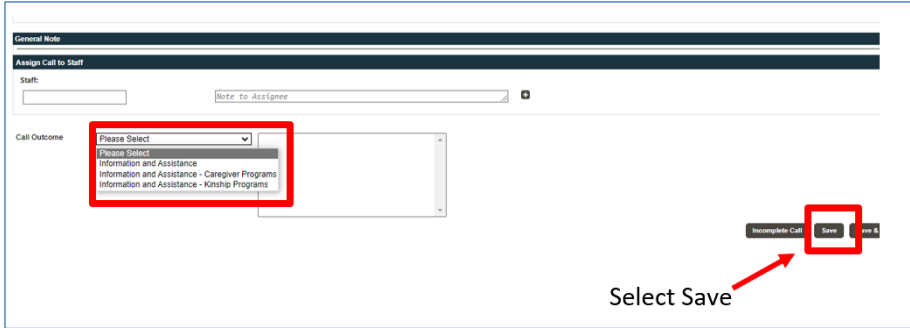 General Note
Assign Call to Staff
Staff:
Note to Assignee
Call Outcome
Please Select
Please Select
Information and Assistance
Information and Assistance - Caregiver Programs
Information and Assistance - Kinship Programs
Incomplete Call Save ve &
Select Save